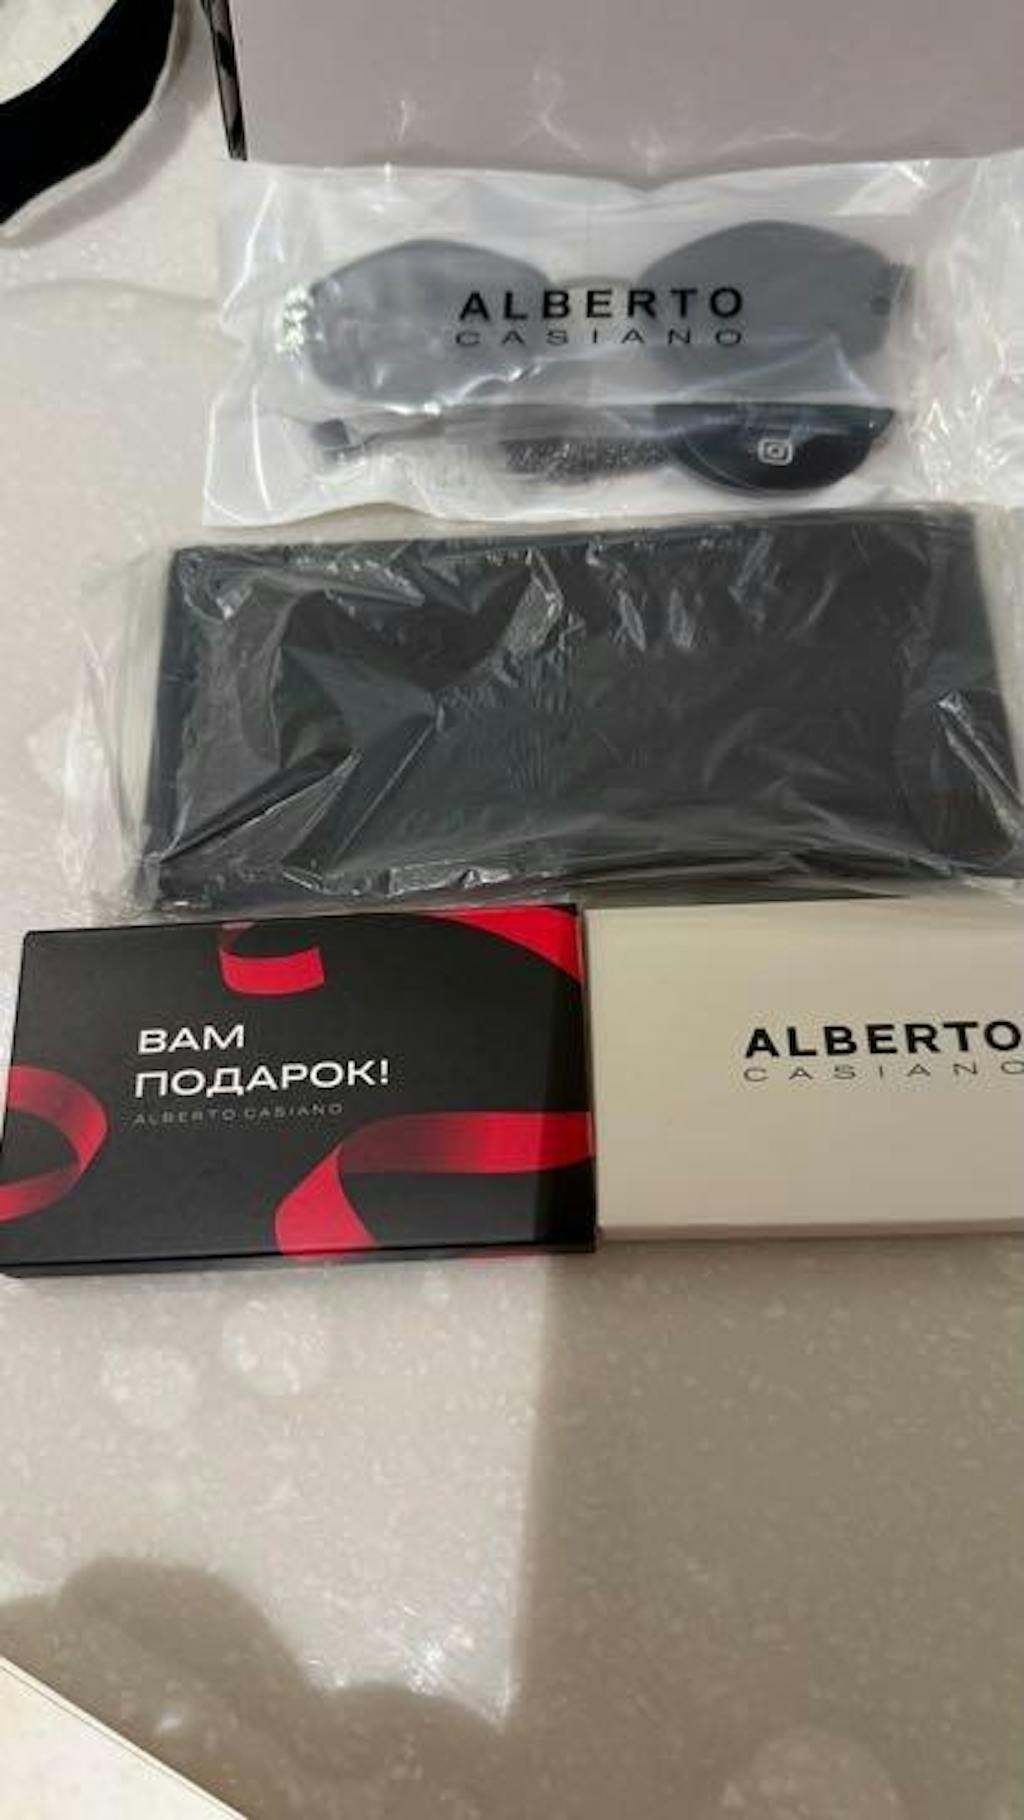 ALBERTO
CASIANO
ВАМ
ПОДАРОК!
ALBERTO CASIANO
ALBERTO
CASIANO